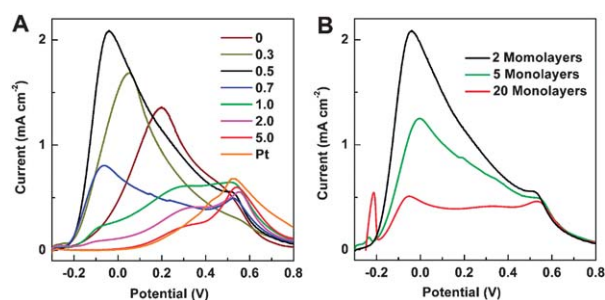 A
0
0.3
0.5
0.7
1.0
2.0
5.0
Pt
Current (mA cm⁻²)
2
1
0
-0.2 0.0 0.2 0.4 0.6 0.8
Potential (V)
B
2 Momolayers
5 Monolayers
20 Monolayers
Current (mA cm⁻²)
2
1
0
-0.2 0.0 0.2 0.4 0.6 0.8
Potential (V)